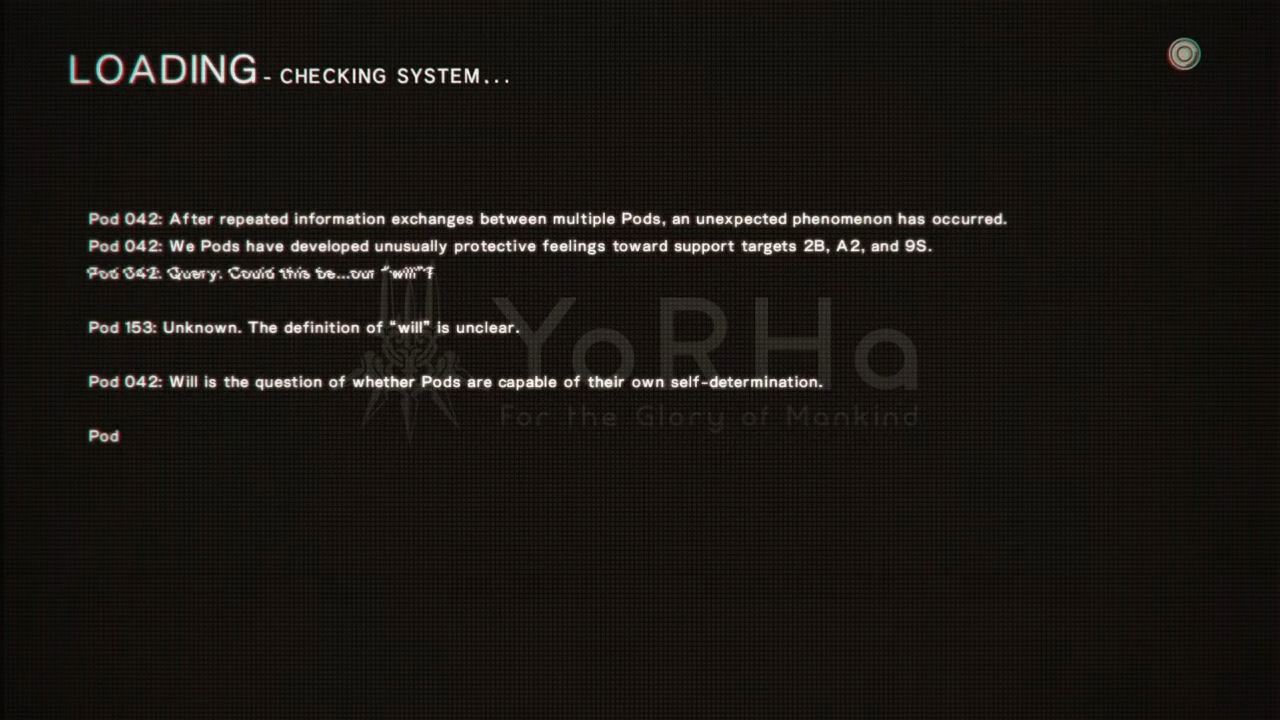 LOADING - CHECKING SYSTEM...
Pod 042: After repeated information exchanges between multiple Pods, an unexpected phenomenon has occurred.
Pod 042: We Pods have developed unusually protective feelings toward support targets 2B, A2, and 9S.
Pod 042: Query. Could this be...our "will"?
Pod 153: Unknown. The definition of “will” is unclear.
YoRHa
Pod 042: Will is the question of whether Pods are capable of their own self-determination.
For the Glory of Mankind
Pod